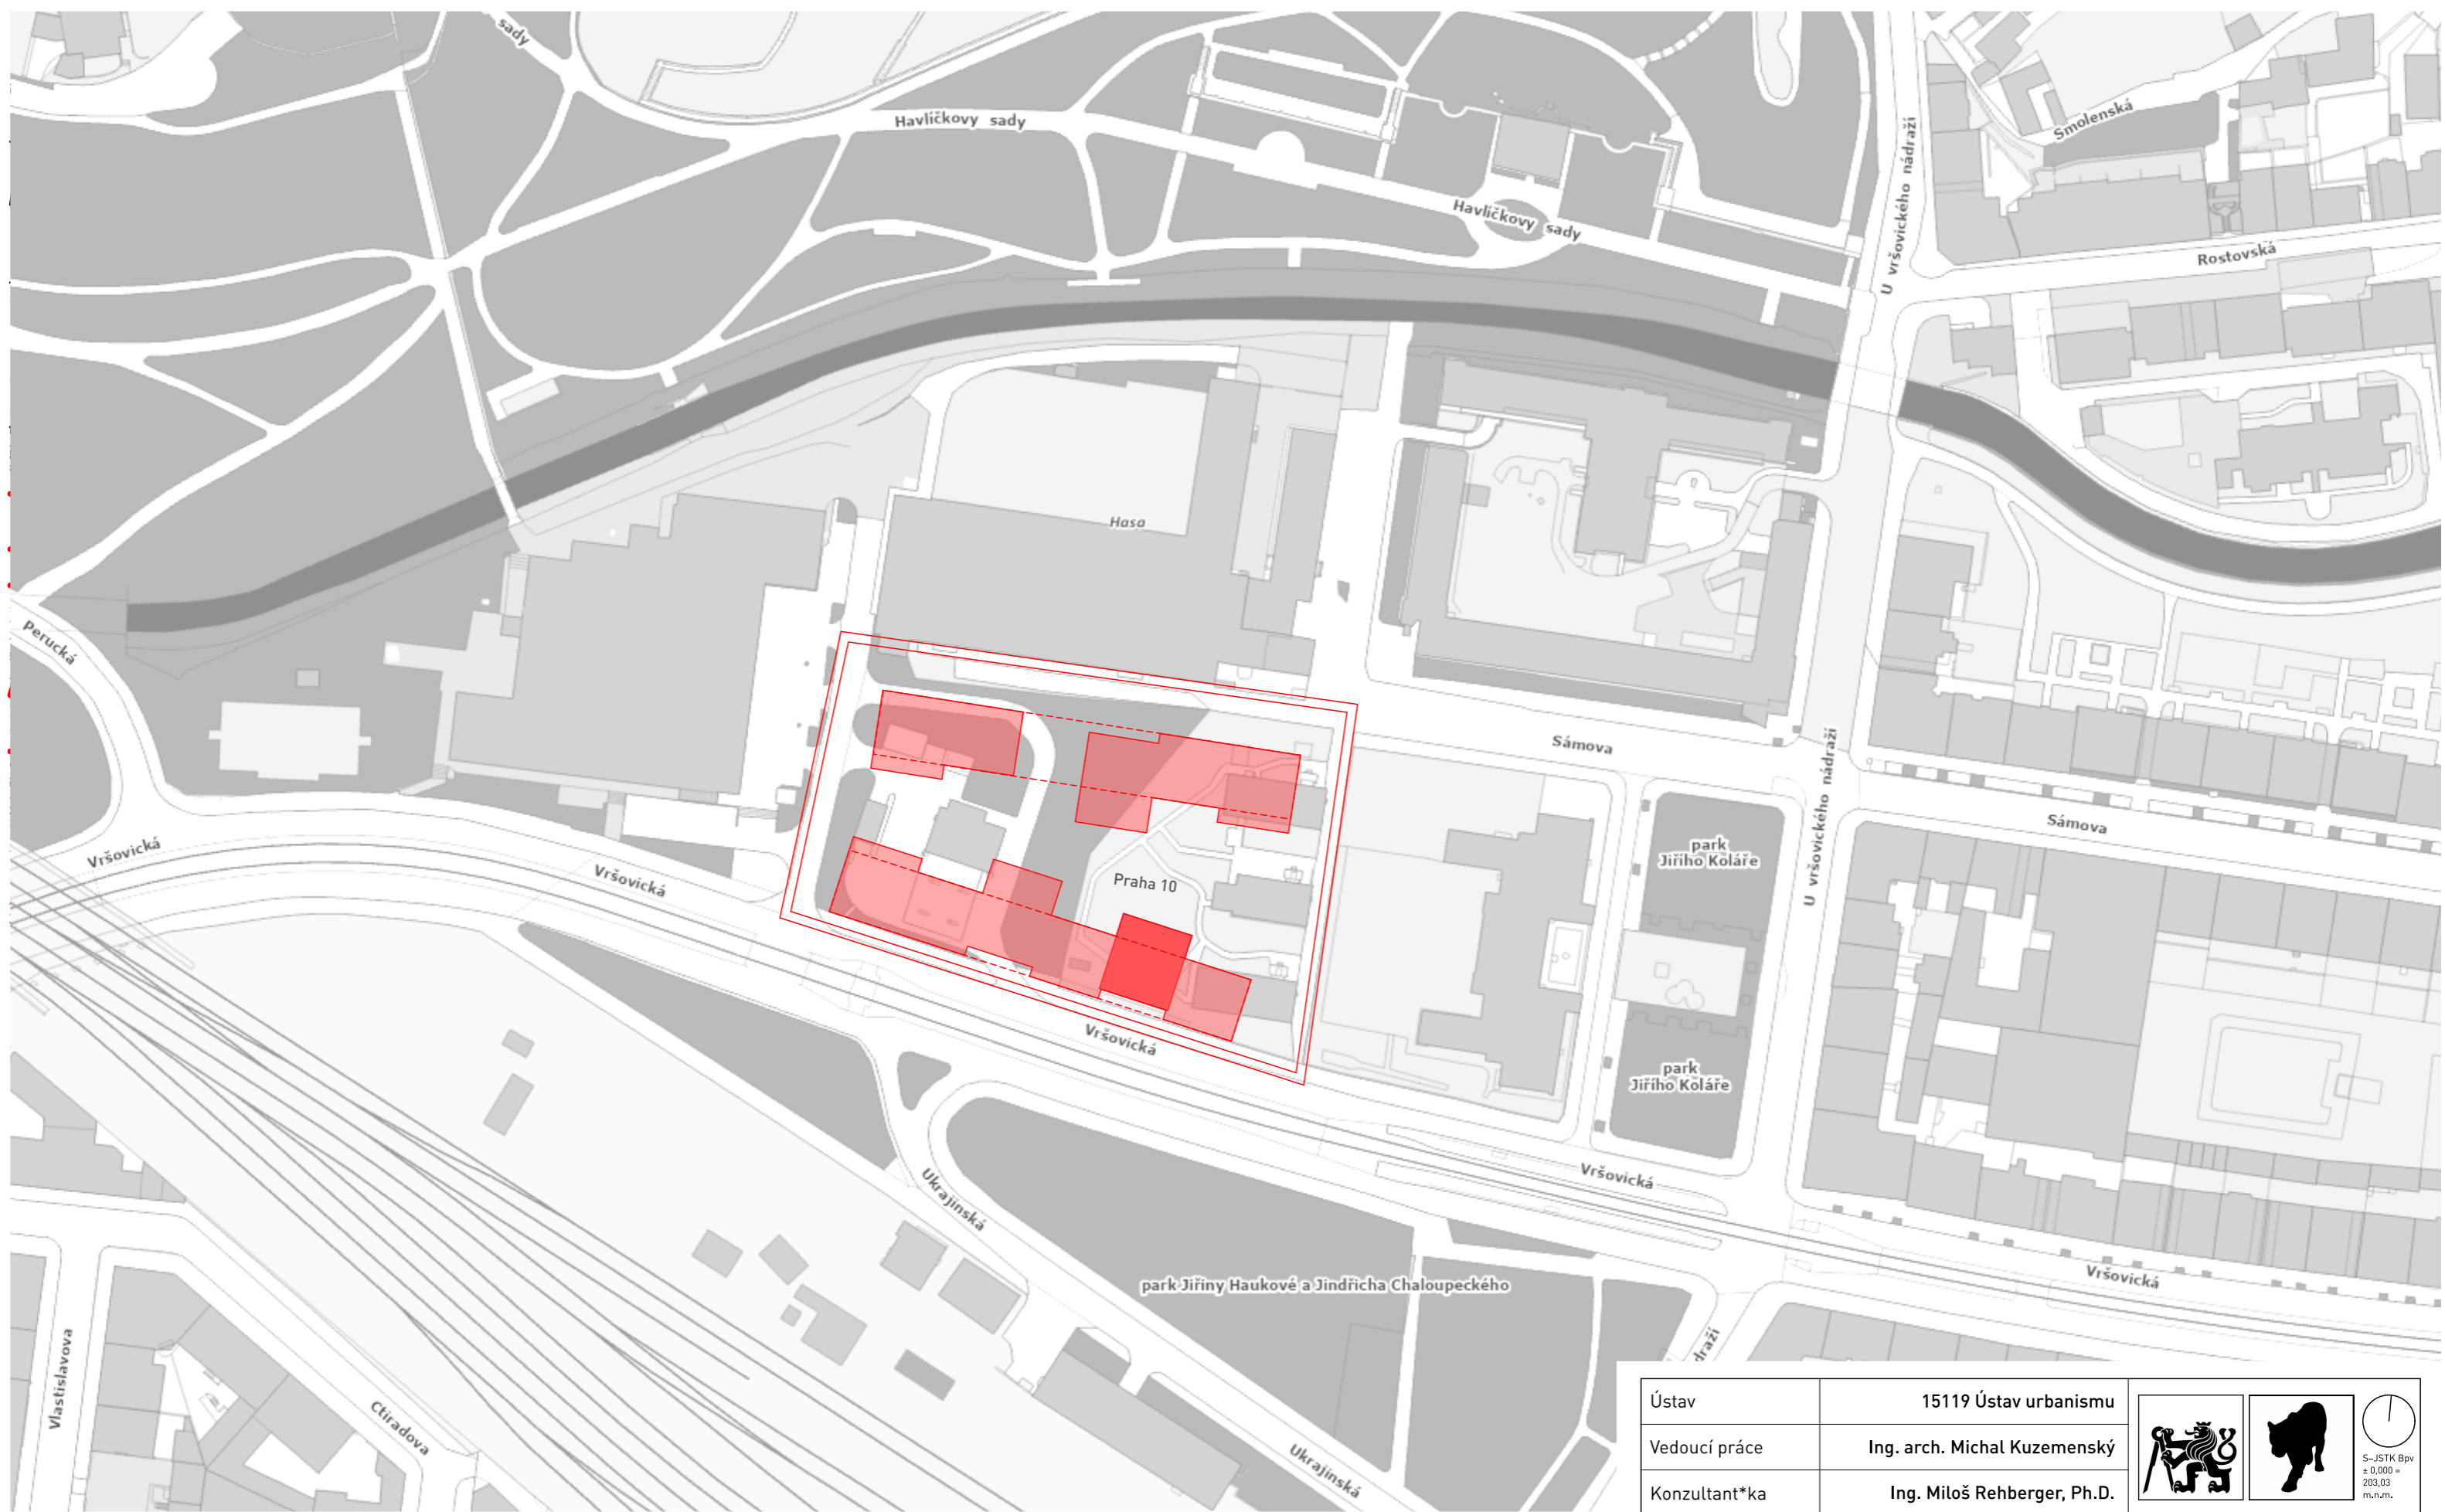 sady
Havlíčkovy sady
Havlíčkovy sady
U vršovického nádraží
Smolenská
Rostovská
Hasa
Perucká
Sámova
U vršovického nádraží
Sámova
Vršovická
Vršovická
Praha 10
park
Jiřího Koláře
Vršovická
park
Jiřího Koláře
Vršovická
Ukrajinská
park Jiřiny Haukové a Jindřicha Chaloupeckého
Vršovická
draží
Vlastislavova
Ctiradova
Ukrajinská
Ústav 15119 Ústav urbanismu
Vedoucí práce Ing. arch. Michal Kuzemenský
Konzultant*ka Ing. Miloš Rehberger, Ph.D.
S-JSTK Bpv
± 0,000 =
203,03
m.n.m.